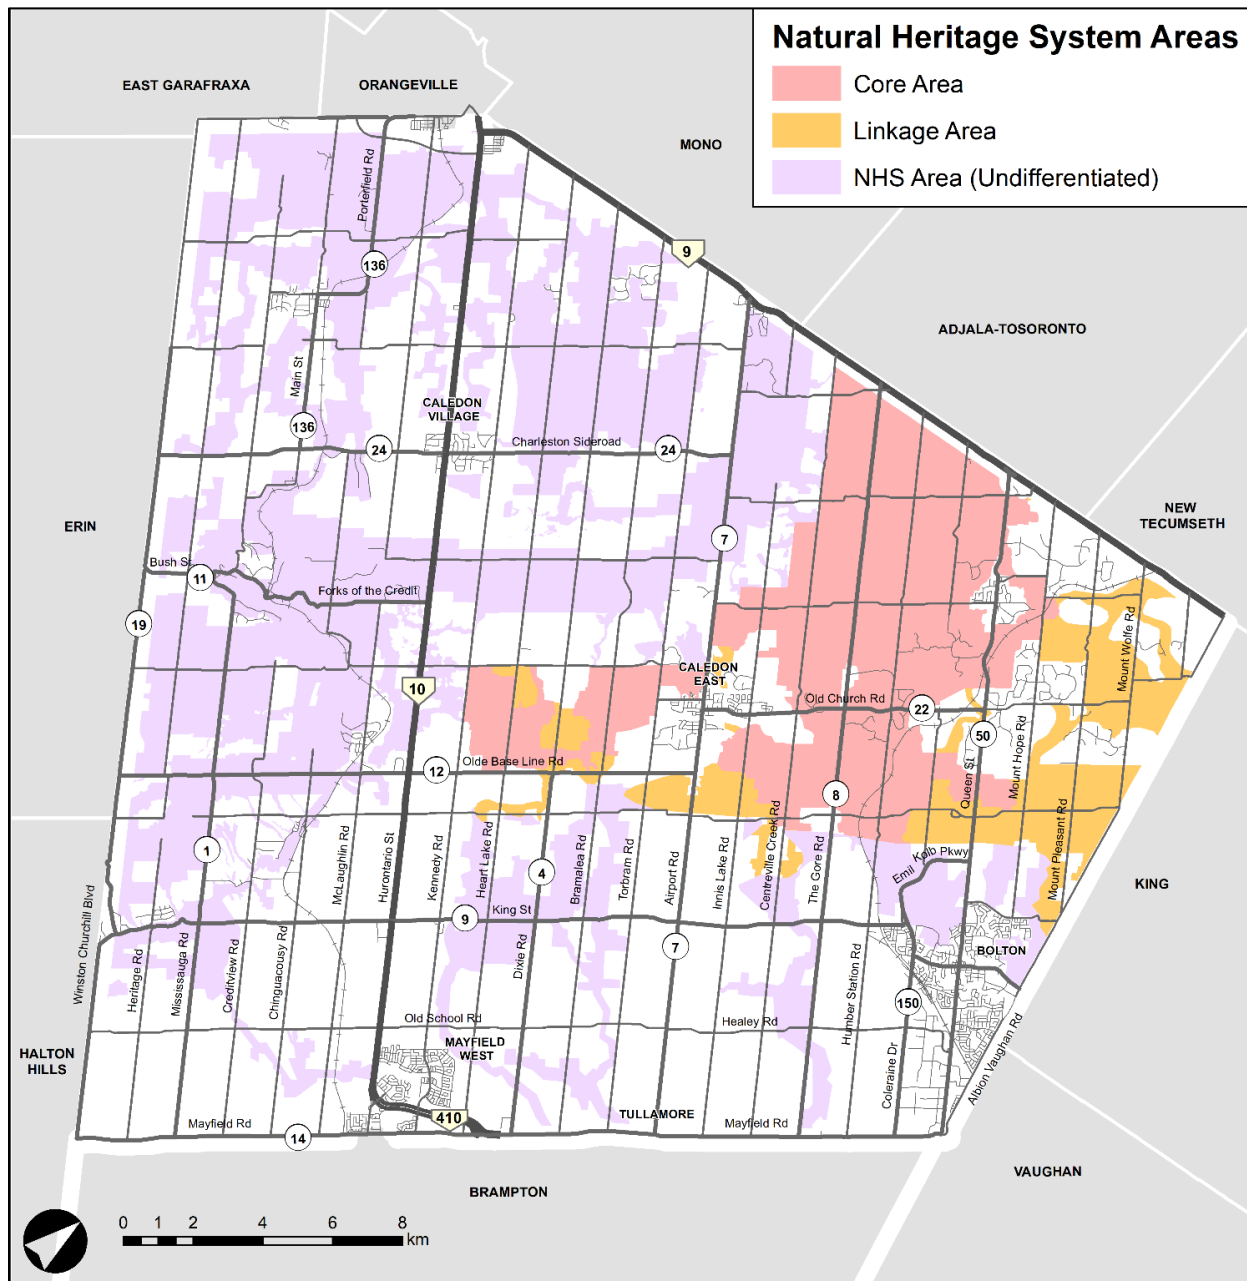 Natural Heritage System Areas
Core Area
Linkage Area
NHS Area (Undifferentiated)
EAST GARAFRAXA
ORANGEVILLE
MONO
Porterfield Rd
136
9
ADJALA-TOSORONTO
Main St
CALEDON
VILLAGE
136
24
Charleston Sideroad
24
ERIN
NEW
TECUMSETH
7
Bush St
11
Forks of the Credit
19
Mount Wolfe Rd
CALEDON
EAST
10
Old Church Rd
22
50
Mount Hope Rd
12
Olde Base Line Rd
Queen St
8
1
McLaughlin Rd
Hurontario St
Kennedy Rd
Heart Lake Rd
4
Bramalea Rd
Torbram Rd
Airport Rd
Innis Lake Rd
Centreville Creek Rd
The Gore Rd
Emil Kolb Pkwy
Mount Pleasant Rd
KING
9
King St
Winston Churchill Blvd
Heritage Rd
Mississauga Rd
Creditview Rd
Chinguacousy Rd
Dixie Rd
7
Humber Station Rd
BOLTON
150
Old School Rd
Healey Rd
HALTON
HILLS
MAYFIELD
WEST
Coleraine Dr
Albion Vaughan Rd
410
TULLAMORE
Mayfield Rd
14
Mayfield Rd
VAUGHAN
BRAMPTON
0 1 2 4 6 8
km